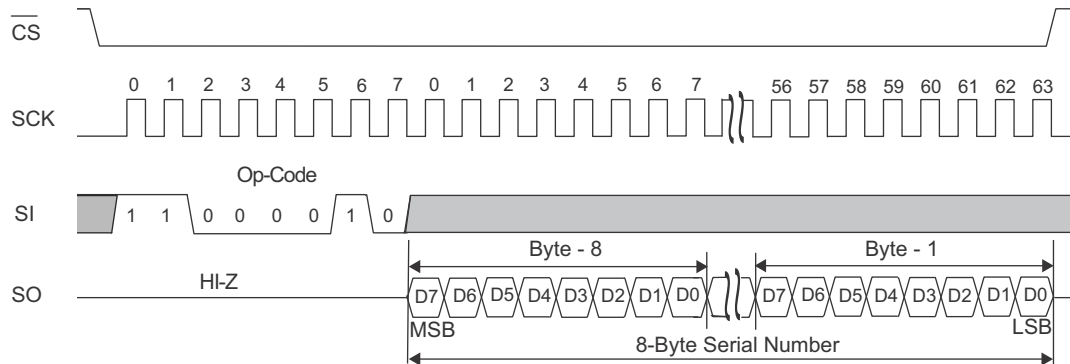 CS
0 1 2 3 4 5 6 7 0 1 2 3 4 5 6 7 56 57 58 59 60 61 62 63
SCK
Op-Code
SI 1 1 0 0 0 0 1 0
Byte - 8 Byte - 1
HI-Z
SO D7 D6 D5 D4 D3 D2 D1 D0 D7 D6 D5 D4 D3 D2 D1 D0
MSB LSB
8-Byte Serial Number